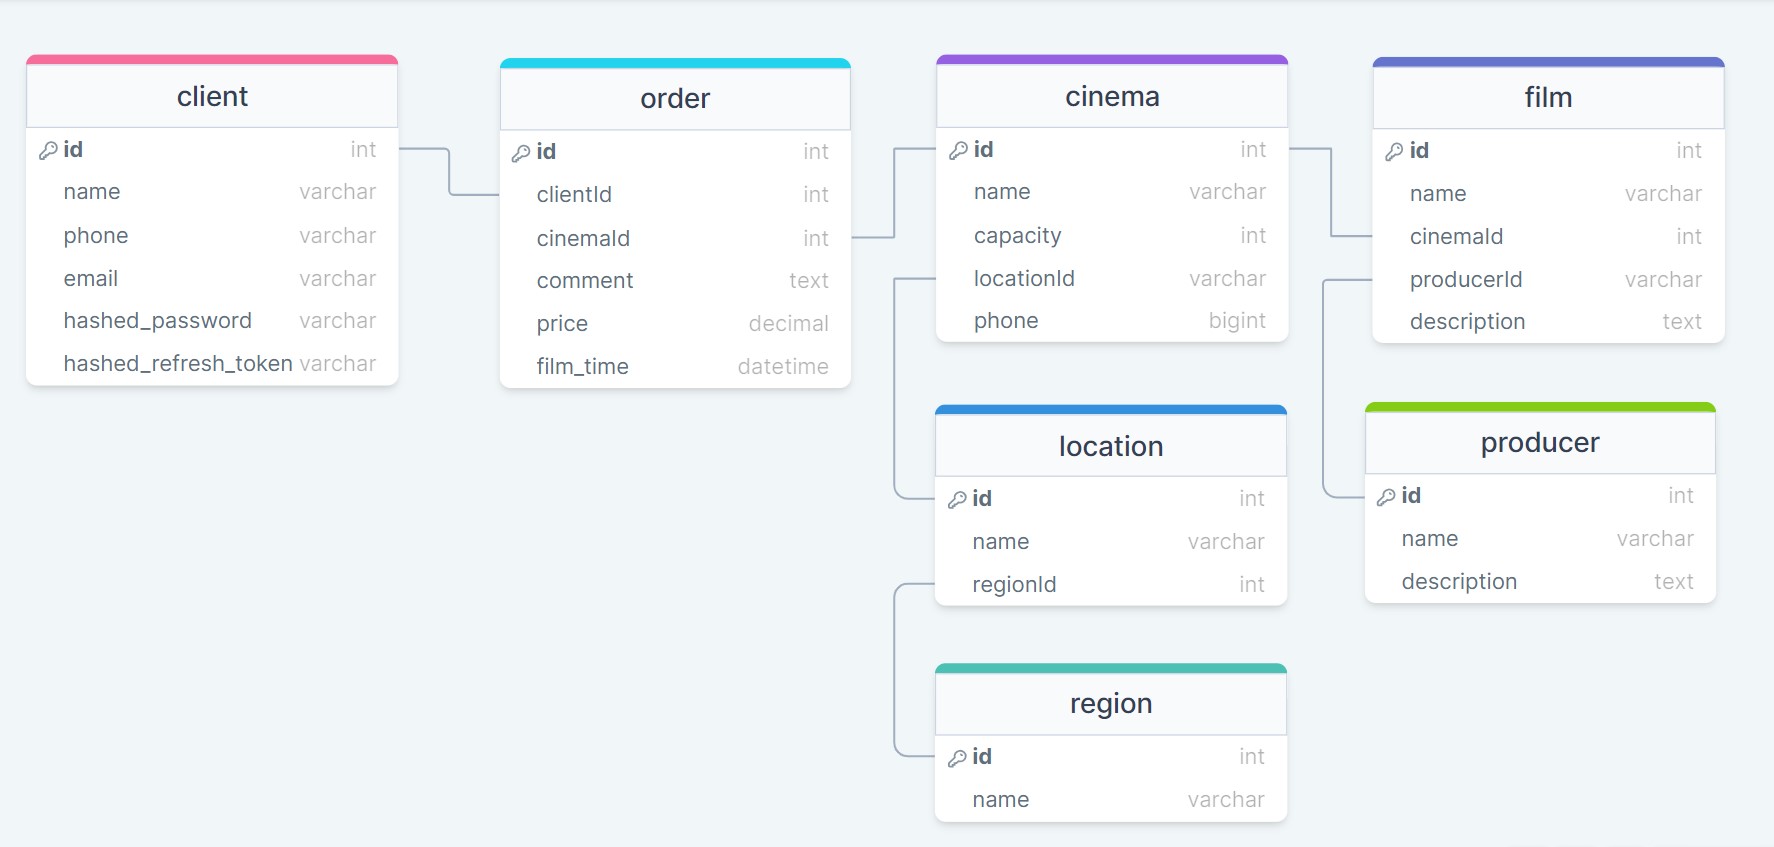 client
id int
name varchar
phone varchar
email varchar
hashed_password varchar
hashed_refresh_token varchar
order
id int
clientId int
cinemaId int
comment text
price decimal
film_time datetime
cinema
id int
name varchar
capacity int
locationId varchar
phone bigint
film
id int
name varchar
cinemaId int
producerId varchar
description text
location
id int
name varchar
regionId int
producer
id int
name varchar
description text
region
id int
name varchar